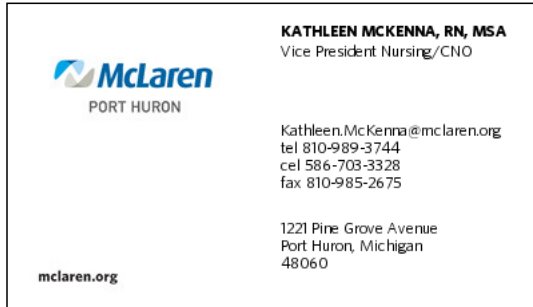 McLaren
PORT HURON
mclaren.org
KATHLEEN MCKENNA, RN, MSA
Vice President Nursing/CNO
Kathleen.McKenna@mclaren.org
tel 810-989-3744
cel 586-703-3328
fax 810-985-2675
1221 Pine Grove Avenue
Port Huron, Michigan
48060